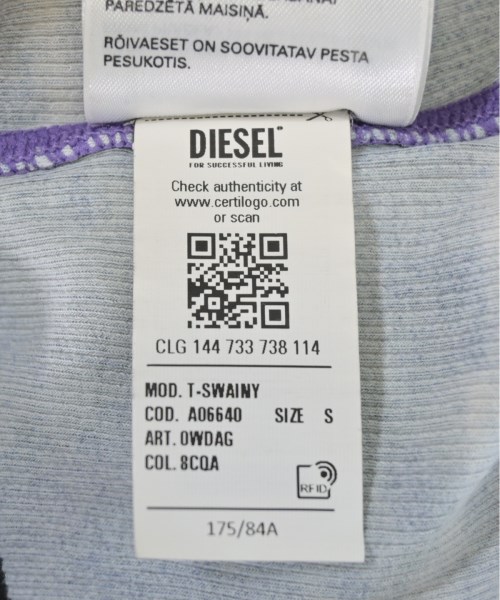 PAREDZĒTĀ MAISIŅĀ.
RÕIVAESET ON SOOVITATAV PESTA
PESUKOTIS.
DIESEL
FOR SUCCESSFUL LIVING
Check authenticity at
www.certilogo.com
or scan
CLG 144 733 738 114
MOD. T-SWAINY
COD. A06640 SIZE S
ART. 0WDAG
COL. 8CQA
RFID
175/84A